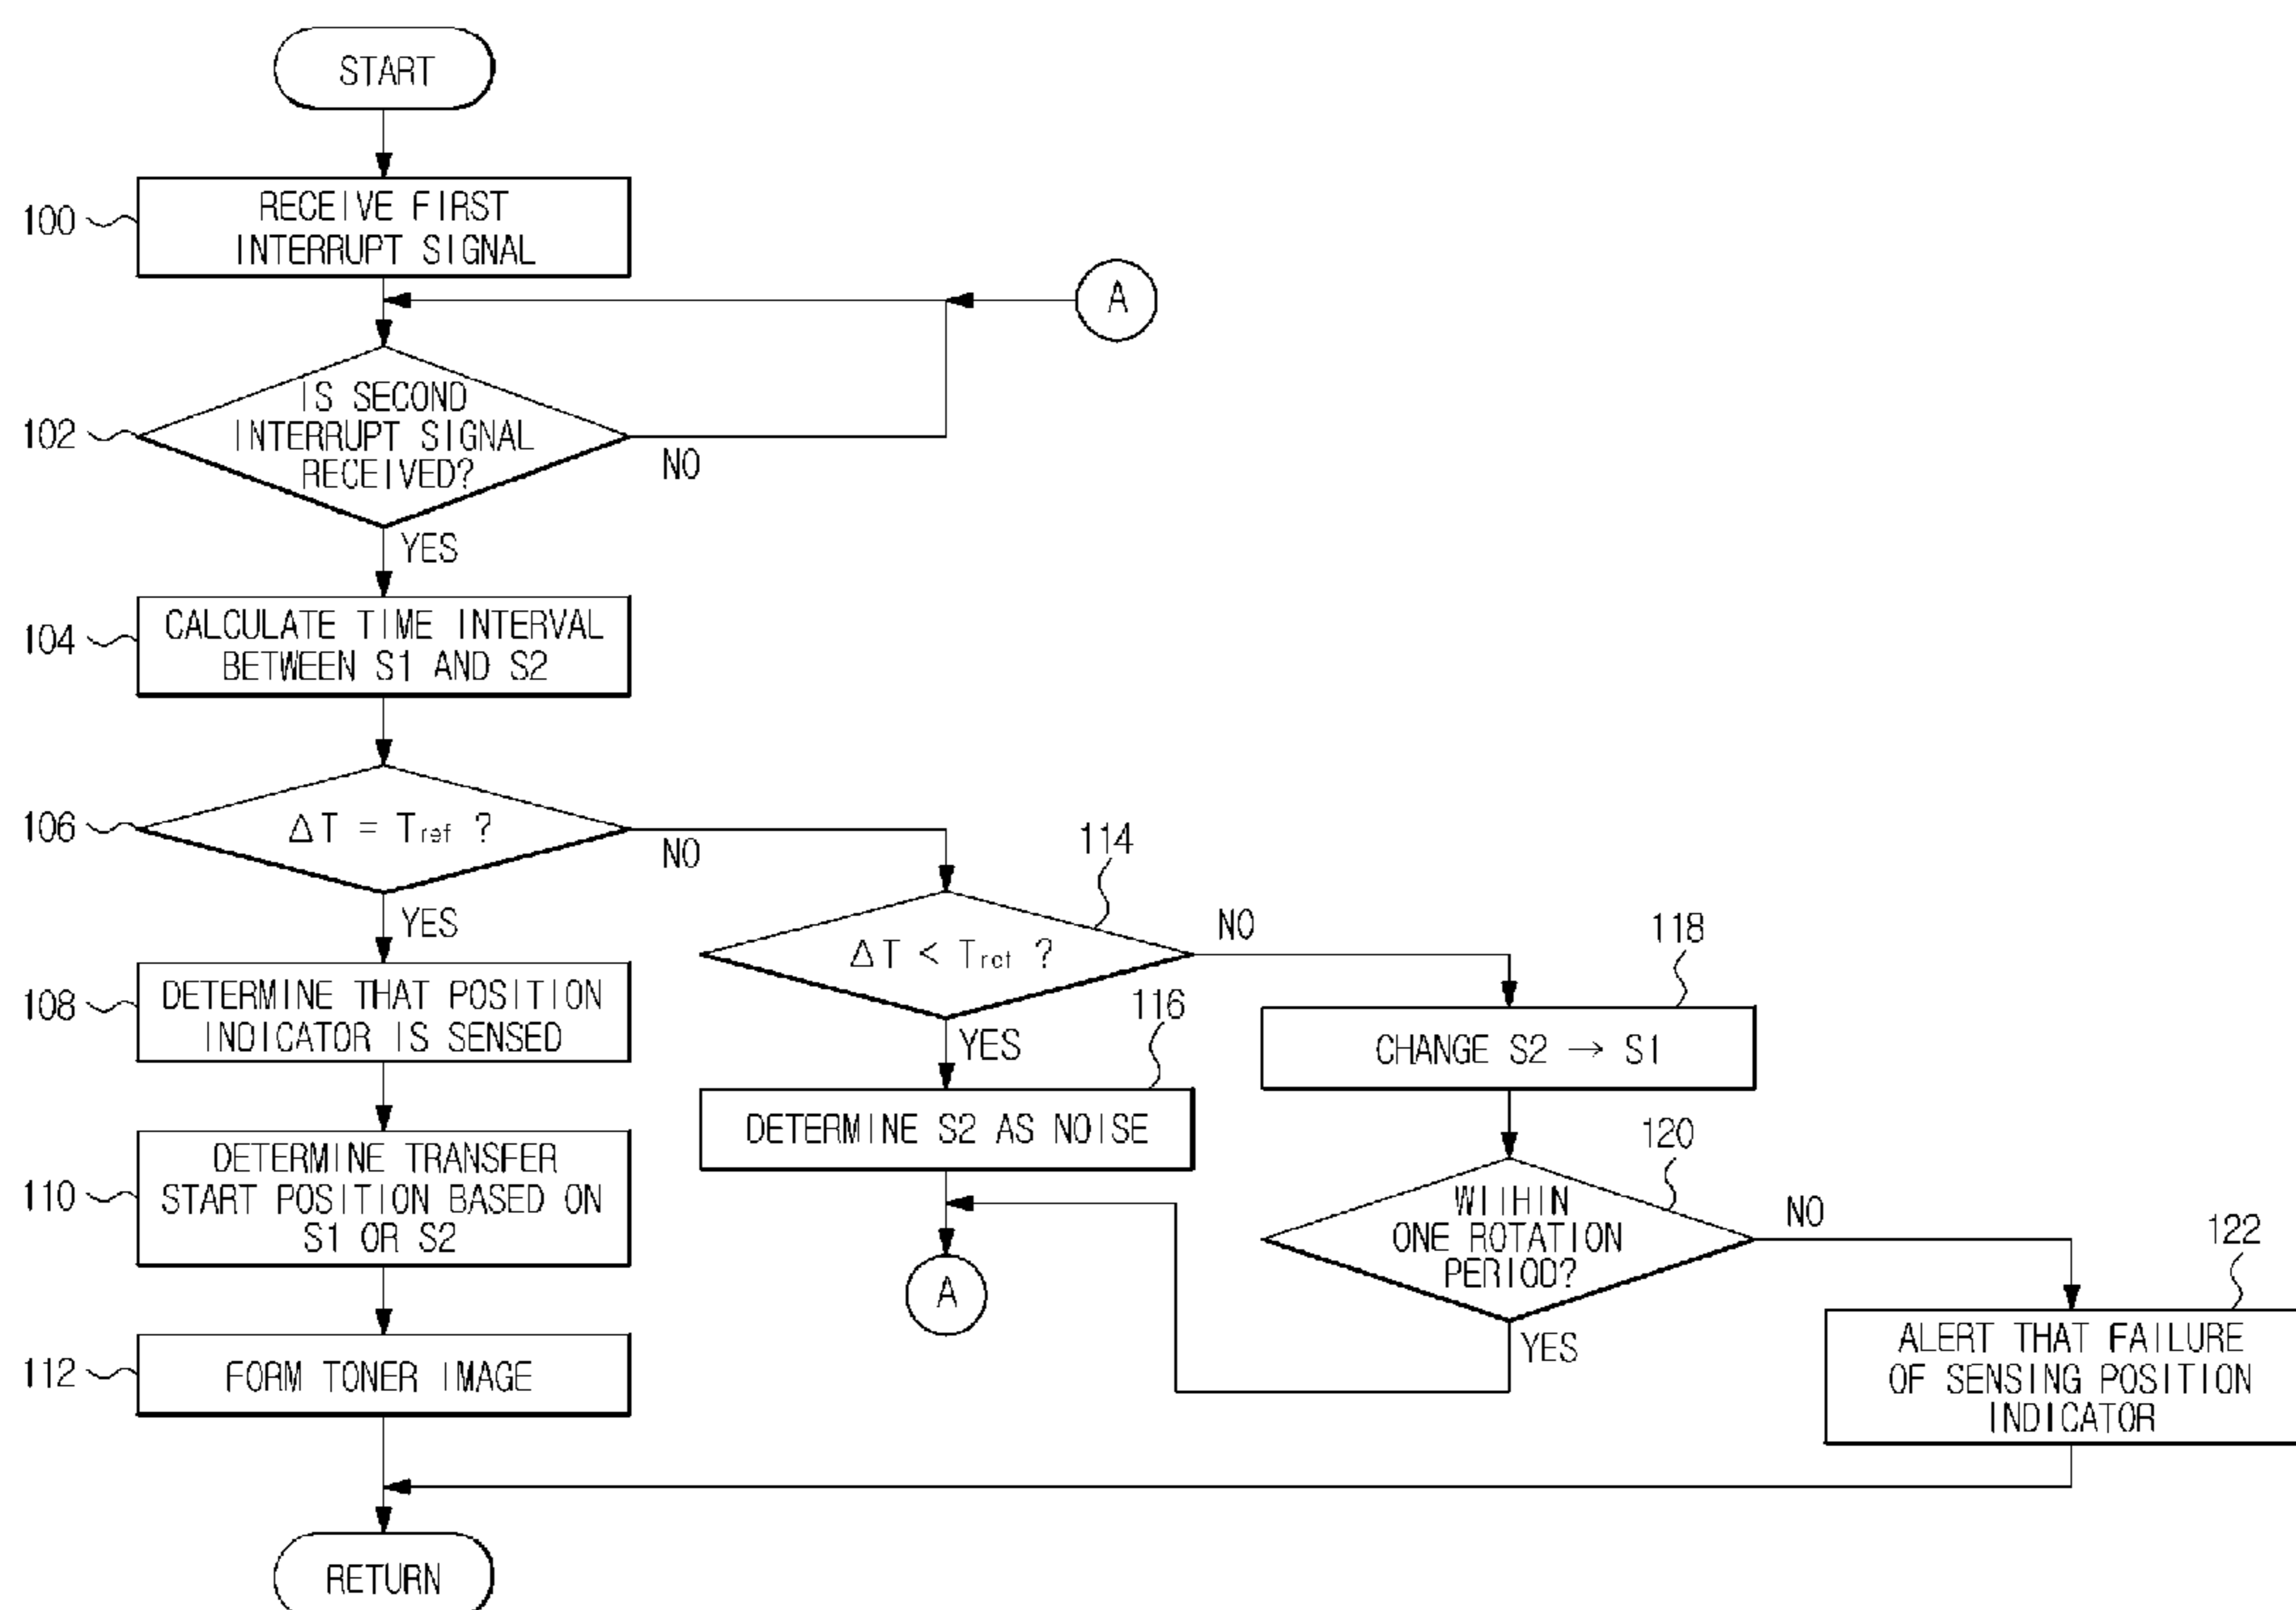 START
100
RECEIVE FIRST
INTERRUPT SIGNAL
A
102
IS SECOND
INTERRUPT SIGNAL
RECEIVED?
NO
YES
104
CALCULATE TIME INTERVAL
BETWEEN S1 AND S2
106
ΔT = Tref ?
NO
YES
114
ΔT < Tref ?
NO
YES
108
DETERMINE THAT POSITION
INDICATOR IS SENSED
116
DETERMINE S2 AS NOISE
118
CHANGE S2 → S1
110
DETERMINE TRANSFER
START POSITION BASED ON
S1 OR S2
120
WIIHIN
ONE ROTATION
PERIOD?
NO
YES
A
122
ALERT THAT FAILURE
OF SENSING POSITION
INDICATOR
112
FORM TONER IMAGE
RETURN